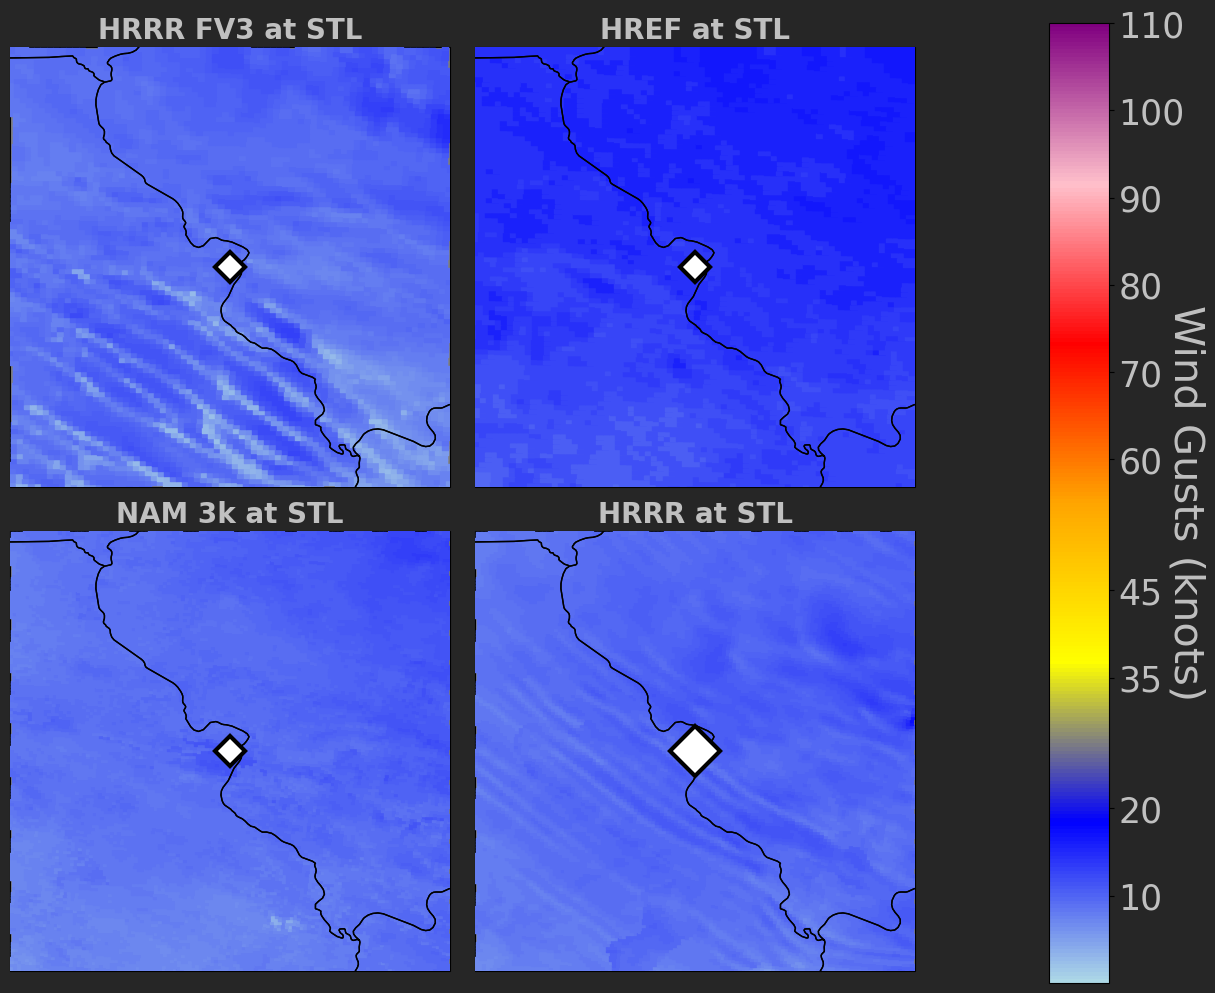 HRRR FV3 at STL
HREF at STL
NAM 3k at STL
HRRR at STL
110
100
90
80
70
60
45
35
20
10
Wind Gusts (knots)